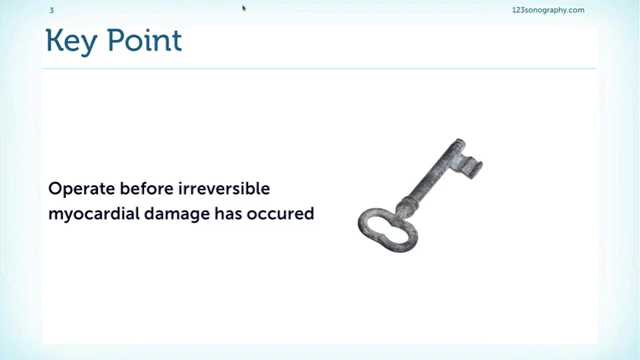 3
123sonography.com
Key Point
Operate before irreversible
myocardial damage has occured